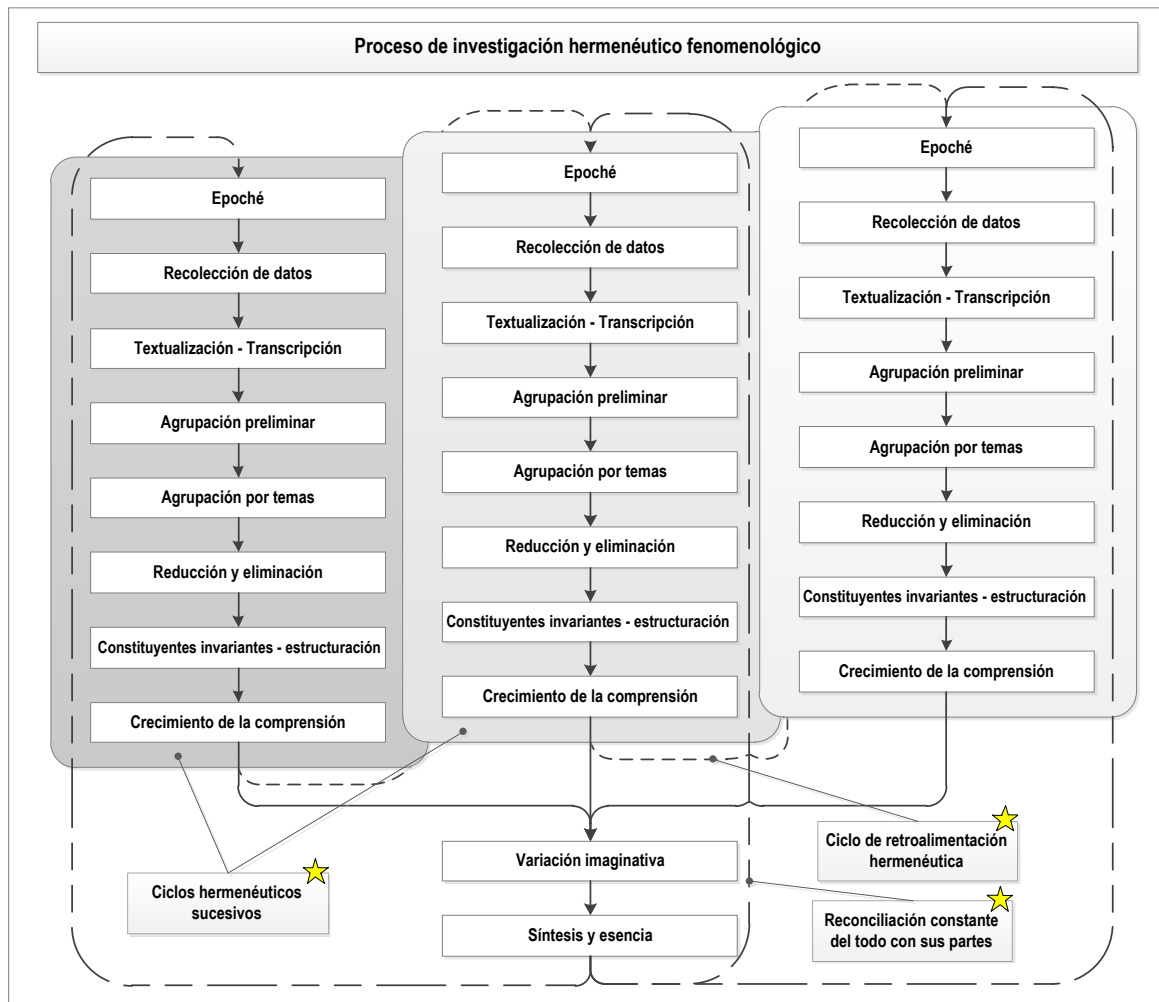 Proceso de investigación hermenéutico fenomenológico
Epoché
Recolección de datos
Textualización - Transcripción
Agrupación preliminar
Agrupación por temas
Reducción y eliminación
Constituyentes invariantes - estructuración
Crecimiento de la comprensión
Epoché
Recolección de datos
Textualización - Transcripción
Agrupación preliminar
Agrupación por temas
Reducción y eliminación
Constituyentes invariantes - estructuración
Crecimiento de la comprensión
Epoché
Recolección de datos
Textualización - Transcripción
Agrupación preliminar
Agrupación por temas
Reducción y eliminación
Constituyentes invariantes - estructuración
Crecimiento de la comprensión
Ciclos hermenéuticos
sucesivos
Variación imaginativa
Síntesis y esencia
Ciclo de retroalimentación
hermenéutica
Reconciliación constante
del todo con sus partes